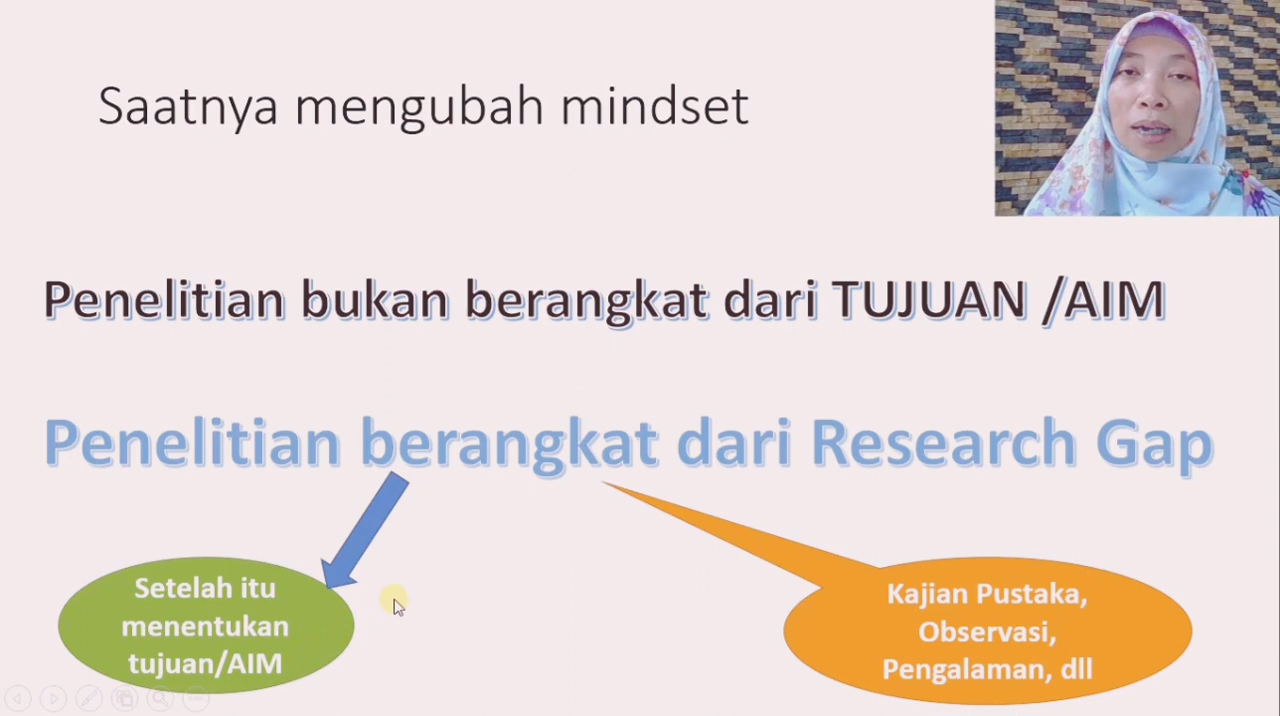 Saatnya mengubah mindset
Penelitian bukan berangkat dari TUJUAN /AIM
Penelitian berangkat dari Research Gap
Setelah itu
menentukan
tujuan/AIM
Kajian Pustaka,
Observasi,
Pengalaman, dll